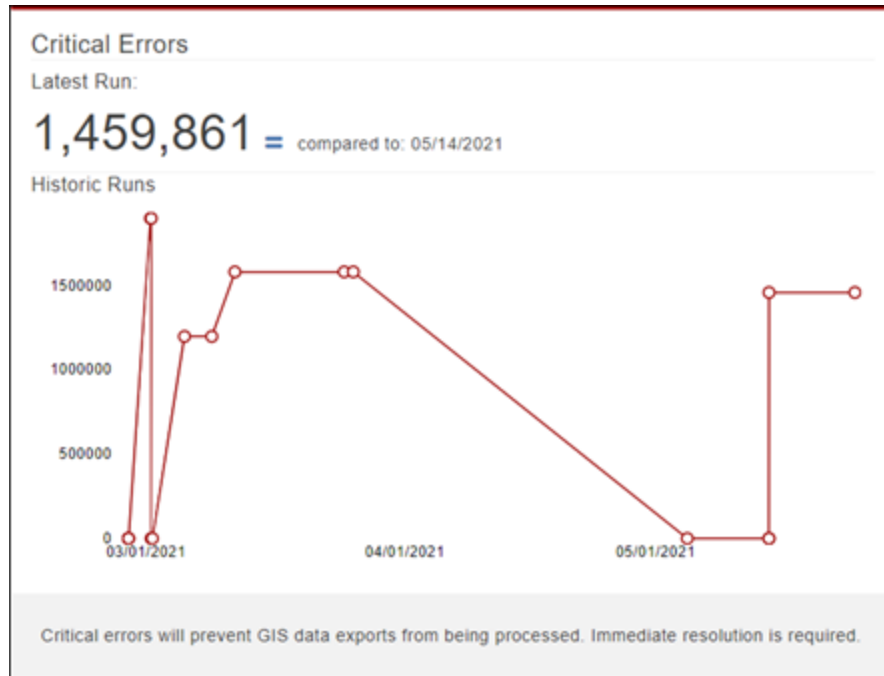 Critical Errors
Latest Run:
1,459,861 = compared to: 05/14/2021
Historic Runs
1500000
1000000
500000
0
03/01/2021 04/01/2021 05/01/2021
Critical errors will prevent GIS data exports from being processed. Immediate resolution is required.